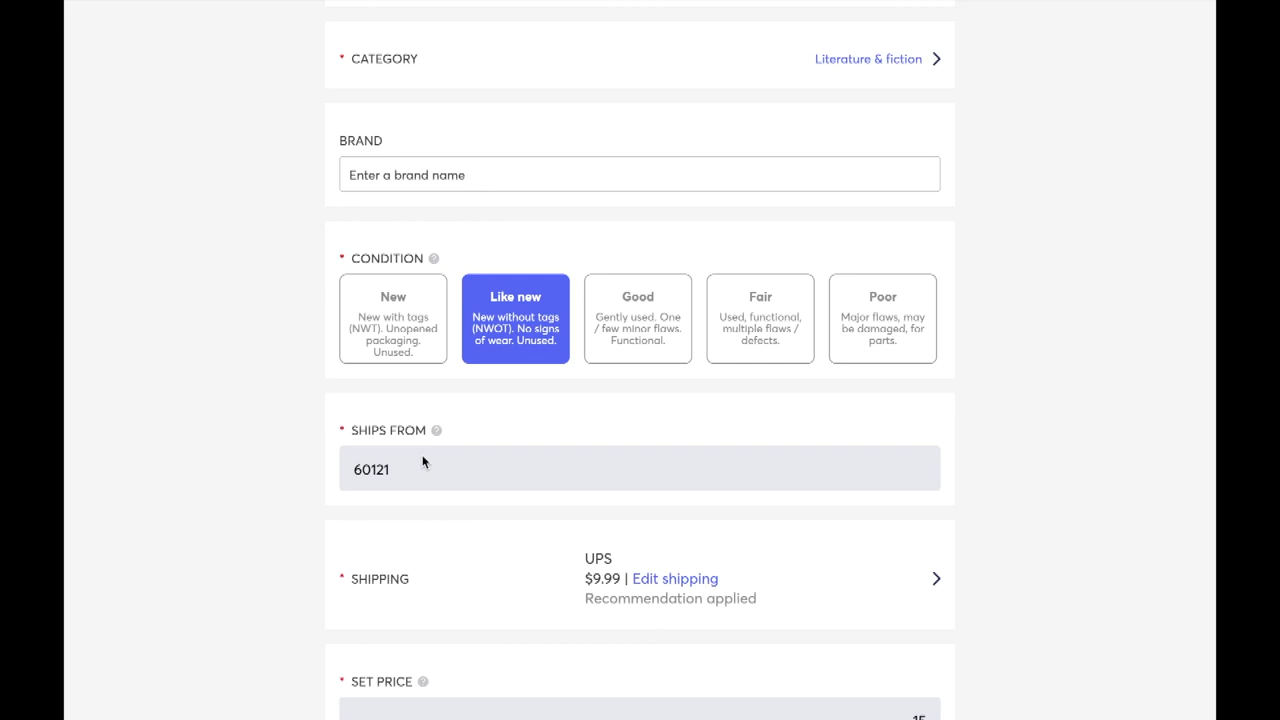 * CATEGORY
Literature & fiction
BRAND
Enter a brand name
* CONDITION ?
New
New with tags
(NWT). Unopened
packaging.
Unused.
Like new
New without tags
(NWOT). No signs
of wear. Unused.
Good
Gently used. One
/ few minor flaws.
Functional.
Fair
Used, functional,
multiple flaws /
defects.
Poor
Major flaws, may
be damaged, for
parts.
* SHIPS FROM ?
60121
* SHIPPING
UPS
$9.99 | Edit shipping
Recommendation applied
* SET PRICE ?
15